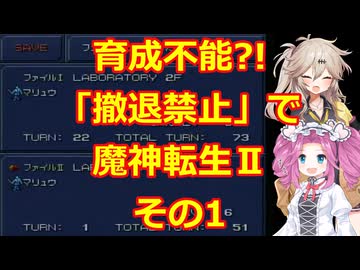 育成不能?!
「撤退禁止」で
魔神転生Ⅱ
その1
SAVE
ファイルⅠ LABORATORY 2F
マリュウ
TURN: 22 TOTAL TURN: 73
ファイルⅡ
マリュウ
6
TURN: 1 TOTAL TURN: 51